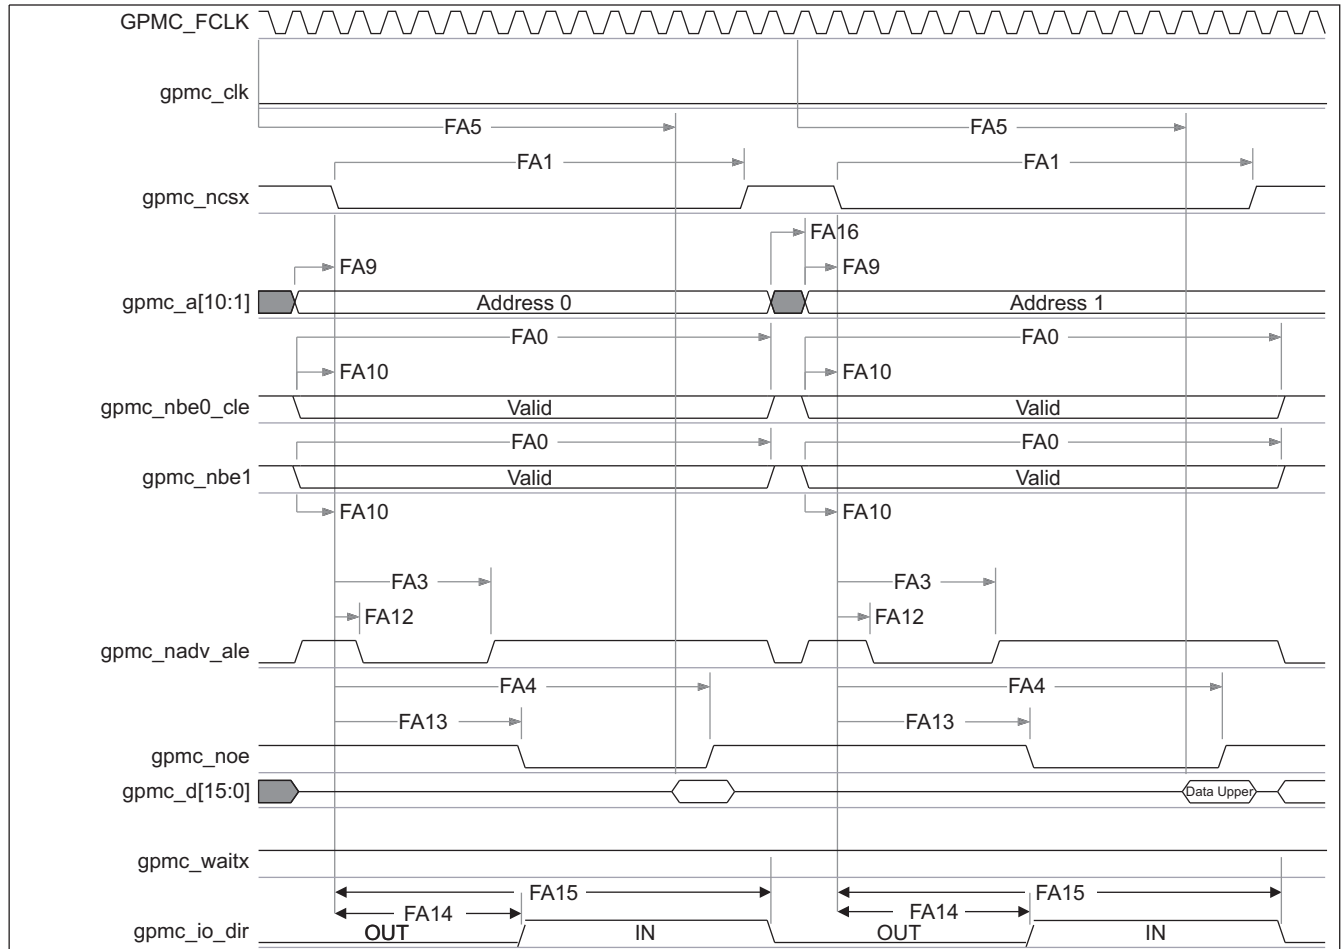 GPMC_FCLK
gpmc_clk
FA5 FA5
FA1 FA1
gpmc_ncsx
FA16
FA9 FA9
gpmc_a[10:1] Address 0 Address 1
FA0 FA0
FA10 FA10
gpmc_nbe0_cle Valid Valid
FA0 FA0
gpmc_nbe1 Valid Valid
FA10 FA10
FA3 FA3
FA12 FA12
gpmc_nadv_ale
FA4 FA4
FA13 FA13
gpmc_noe
gpmc_d[15:0] Data Upper
gpmc_waitx
FA15 FA15
FA14 FA14
gpmc_io_dir OUT IN OUT IN